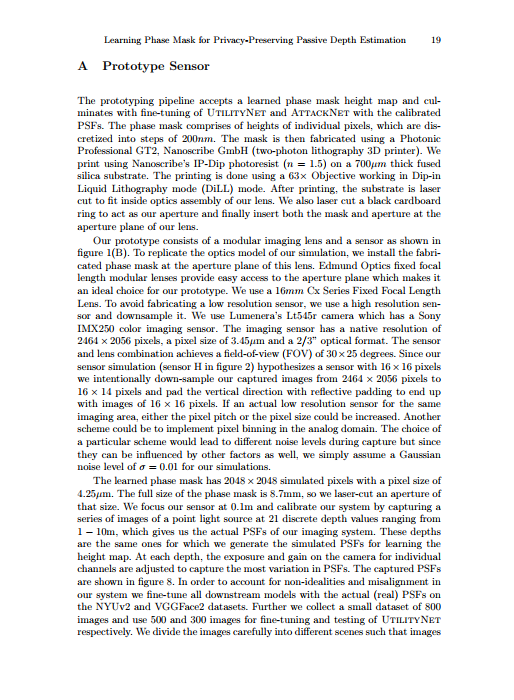 Learning Phase Mask for Privacy-Preserving Passive Depth Estimation 19
A Prototype Sensor
The prototyping pipeline accepts a learned phase mask height map and cul-
minates with fine-tuning of UTILITYNET and ATTACKNET with the calibrated
PSFs. The phase mask comprises of heights of individual pixels, which are dis-
cretized into steps of 200nm. The mask is then fabricated using a Photonic
Professional GT2, Nanoscribe GmbH (two-photon lithography 3D printer). We
print using Nanoscribe's IP-Dip photoresist (n = 1.5) on a 700μm thick fused
silica substrate. The printing is done using a 63× Objective working in Dip-in
Liquid Lithography mode (DiLL) mode. After printing, the substrate is laser
cut to fit inside optics assembly of our lens. We also laser cut a black cardboard
ring to act as our aperture and finally insert both the mask and aperture at the
aperture plane of our lens.
Our prototype consists of a modular imaging lens and a sensor as shown in
figure 1(B). To replicate the optics model of our simulation, we install the fabri-
cated phase mask at the aperture plane of this lens. Edmund Optics fixed focal
length modular lenses provide easy access to the aperture plane which makes it
an ideal choice for our prototype. We use a 16mm Cx Series Fixed Focal Length
Lens. To avoid fabricating a low resolution sensor, we use a high resolution sen-
sor and downsample it. We use Lumenera's Lt545r camera which has a Sony
IMX250 color imaging sensor. The imaging sensor has a native resolution of
2464 × 2056 pixels, a pixel size of 3.45μm and a 2/3" optical format. The sensor
and lens combination achieves a field-of-view (FOV) of 30×25 degrees. Since our
sensor simulation (sensor H in figure 2) hypothesizes a sensor with 16×16 pixels
we intentionally down-sample our captured images from 2464 × 2056 pixels to
16 × 14 pixels and pad the vertical direction with reflective padding to end up
with images of 16 × 16 pixels. If an actual low resolution sensor for the same
imaging area, either the pixel pitch or the pixel size could be increased. Another
scheme could be to implement pixel binning in the analog domain. The choice of
a particular scheme would lead to different noise levels during capture but since
they can be influenced by other factors as well, we simply assume a Gaussian
noise level of σ = 0.01 for our simulations.
The learned phase mask has 2048 × 2048 simulated pixels with a pixel size of
4.25μm. The full size of the phase mask is 8.7mm, so we laser-cut an aperture of
that size. We focus our sensor at 0.1m and calibrate our system by capturing a
series of images of a point light source at 21 discrete depth values ranging from
1 − 10m, which gives us the actual PSFs of our imaging system. These depths
are the same ones for which we generate the simulated PSFs for learning the
height map. At each depth, the exposure and gain on the camera for individual
channels are adjusted to capture the most variation in PSFs. The captured PSFs
are shown in figure 8. In order to account for non-idealities and misalignment in
our system we fine-tune all downstream models with the actual (real) PSFs on
the NYUv2 and VGGFace2 datasets. Further we collect a small dataset of 800
images and use 500 and 300 images for fine-tuning and testing of UTILITYNET
respectively. We divide the images carefully into different scenes such that images